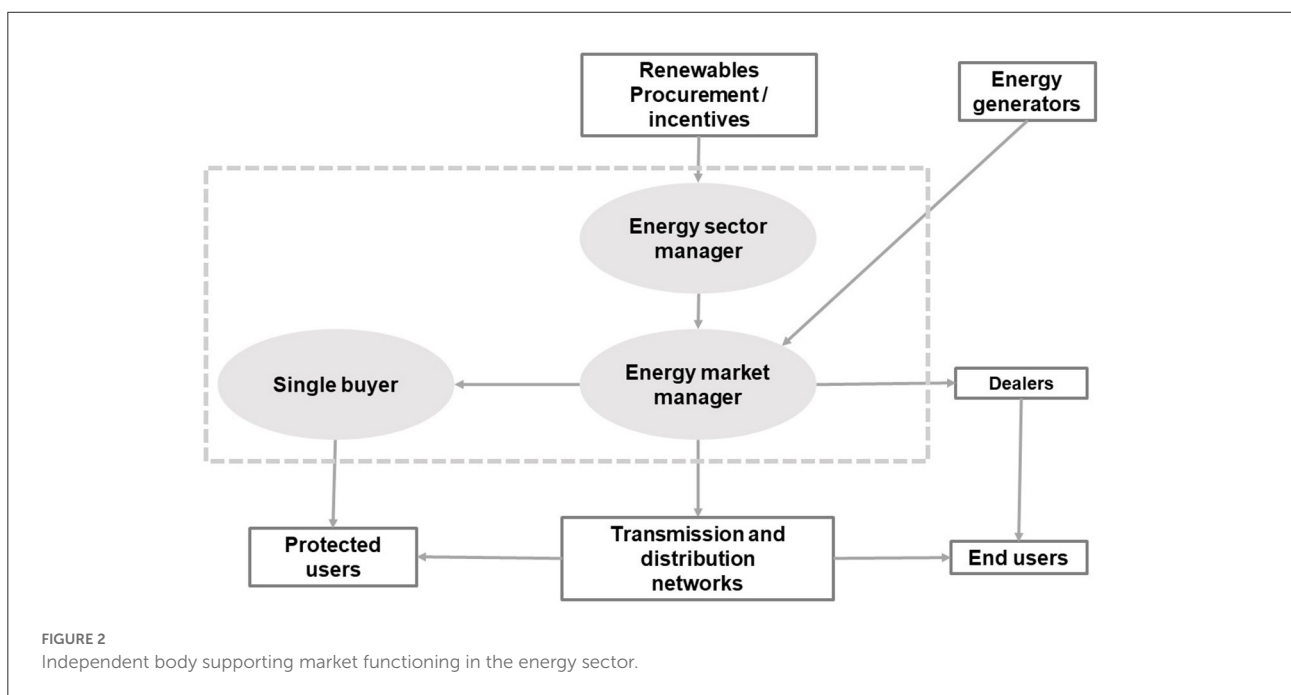 Renewables
Procurement /
incentives
Energy
generators
Energy sector
manager
Single buyer
Energy market
manager
Dealers
Protected
users
Transmission and
distribution
networks
End users
FIGURE 2
Independent body supporting market functioning in the energy sector.